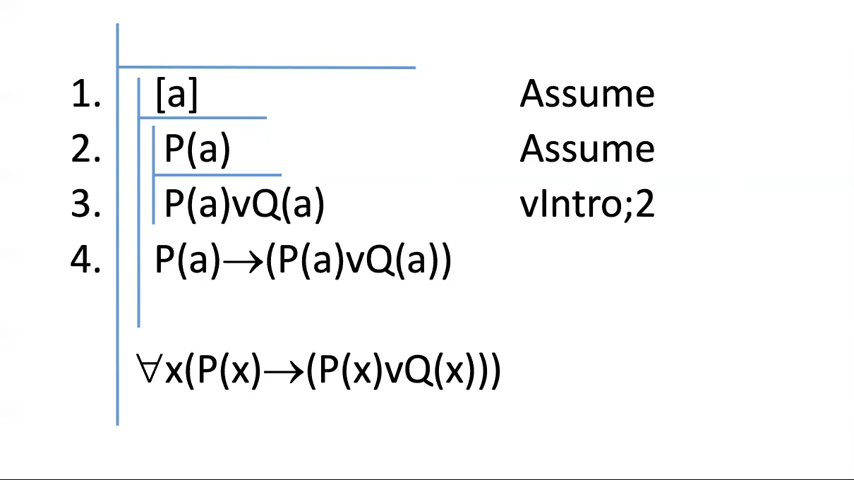 1. [a] Assume
2. P(a) Assume
3. P(a)vQ(a) vIntro;2
4. P(a)→(P(a)vQ(a))
∀x(P(x)→(P(x)vQ(x)))